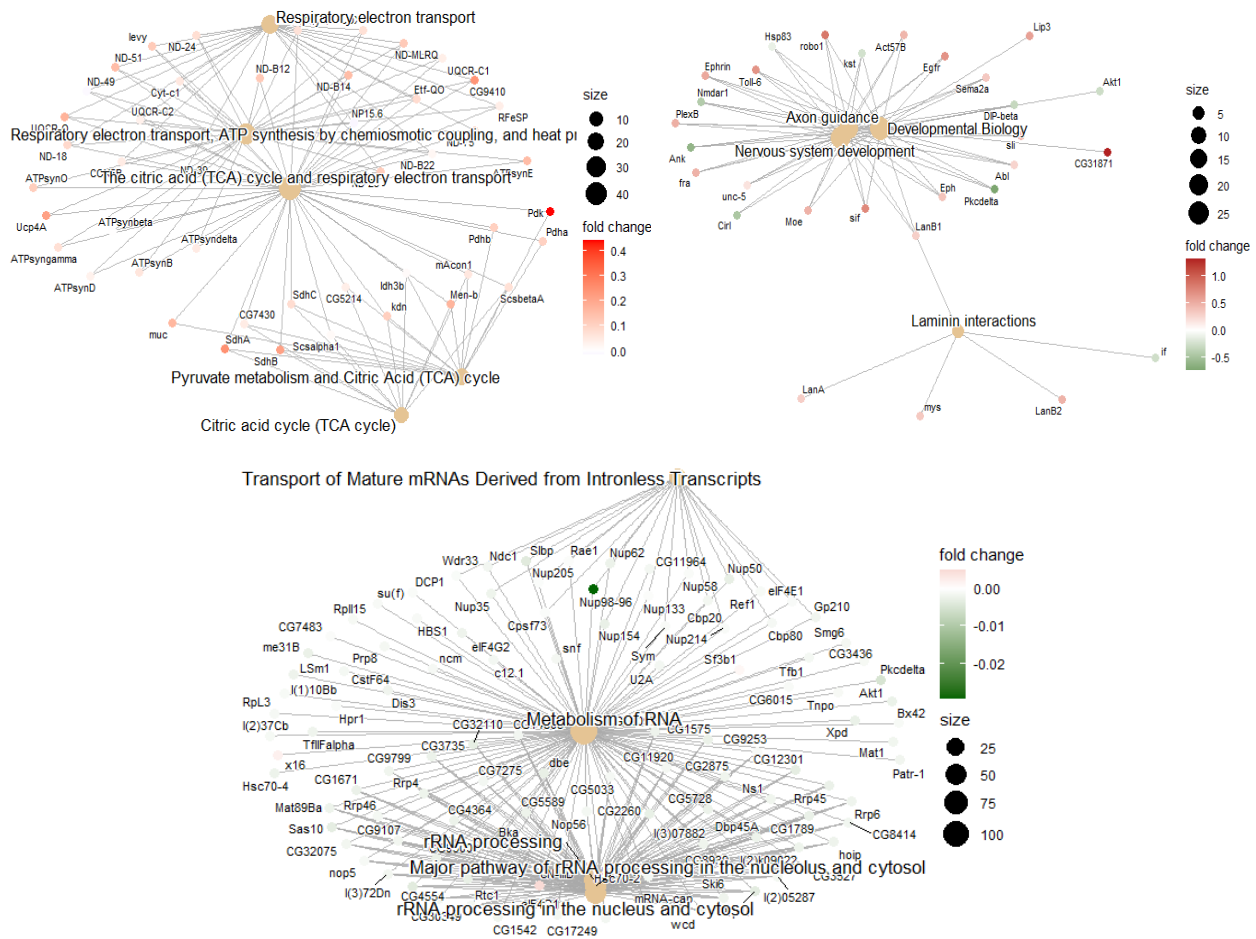 Respiratory electron transport
levy
ND-24
ND-51
ND-MLRQ
ND-B12
UQCR-C1
ND-49
ND-B14
Cyt-c1
Etf-QO
CG9410
UQCR-C2
NP15.6
RFeSP
Respiratory electron transport, ATP synthesis by chemiosmotic coupling, and heat pr
ND-18
ND-B22
ATPsynO
ATPsynE
The citric acid (TCA) cycle and respiratory electron transport
Ucp4A
ATPsynbeta
Pdk
ATPsyndelta
Pdhb
Pdha
ATPsyngamma
ATPsynB
mAcon1
ATPsynD
Idh3b
SdhC
CG5214
Men-b
ScsbetaA
kdn
CG7430
muc
SdhA
Scsalpha1
SdhB
Pyruvate metabolism and Citric Acid (TCA) cycle
Citric acid cycle (TCA cycle)
size
10
20
30
40
fold change
0.4
0.3
0.2
0.1
0.0
Lip3
Hsp83
robo1
Act57B
kst
Ephrin
Egfr
Toll-6
Sema2a
Akt1
Nmdar1
DIP-beta
PlexB
Axon guidance
Developmental Biology
Nervous system development
sli
Ank
CG31871
Abl
fra
unc-5
Eph
Pkcdelta
Cirl
Moe
sif
LanB1
Laminin interactions
if
LanA
mys
LanB2
size
5
10
15
20
25
fold change
1.0
0.5
0.0
-0.5
Transport of Mature mRNAs Derived from Intronless Transcripts
Wdr33
Ndc1
Slbp
Rae1
Nup62
CG11964
Nup50
DCP1
Nup205
Nup58
su(f)
eIF4E1
Rpll15
Nup35
Nup98-96
Nup133
Ref1
Gp210
CG7483
HBS1
Cpsf73
Cbp20
Nup154
Nup214
Cbp80
Smg6
me31B
Prp8
ncm
eIF4G2
snf
Sym
Sf3b1
CG3436
LSm1
CstF64
c12.1
U2A
Tfb1
Pkcdelta
l(1)10Bb
RpL3
Dis3
CG6015
Akt1
Hpr1
Tnpo
Bx42
l(2)37Cb
CG32110
Metabolism of RNA
CG1575
Xpd
TfIIFalpha
CG3735
CG9253
Mat1
x16
CG9799
dbe
CG11920
CG12301
Patr-1
Hsc70-4
CG1671
Rrp4
CG7275
CG2875
CG5033
Ns1
Mat89Ba
Rrp46
CG4364
CG5589
CG5728
Rrp45
Rrp6
Sas10
CG9107
Bka
Nop56
CG2260
l(3)07882
Dbp45A
CG1789
CG8414
CG32075
rRNA processing
hoip
nop5
Major pathway of rRNA processing in the nucleolus and cytosol
CG3527
l(3)72Dn
Hsc70-2
Ski6
CG4554
Rtc1
mRNA-cap
l(2)05287
rRNA processing in the nucleus and cytosol
CG1542
CG17249
wcd
fold change
0.00
-0.01
-0.02
size
25
50
75
100